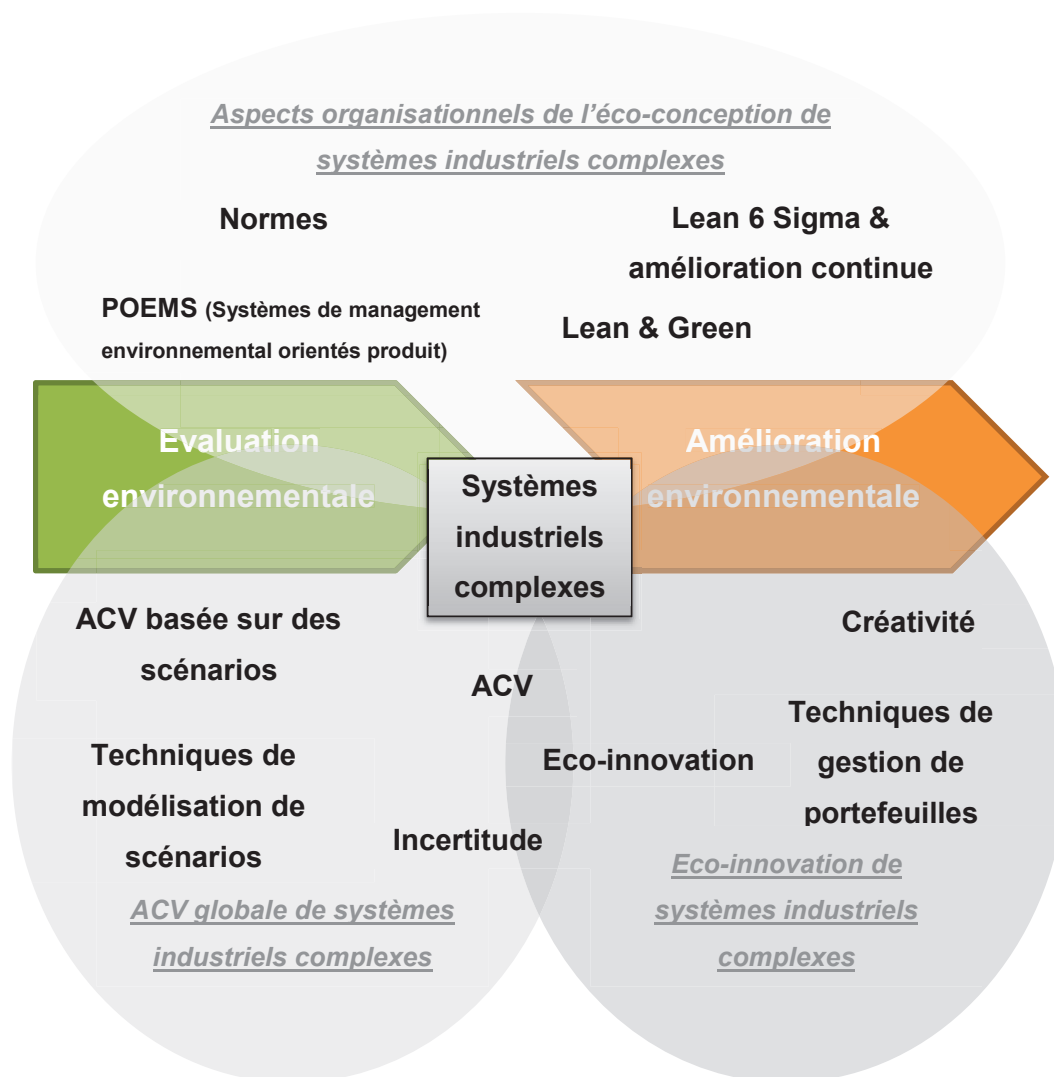 Aspects organisationnels de l'éco-conception de
systèmes industriels complexes
Normes
Lean 6 Sigma &
amélioration continue
POEMS (Systèmes de management
environnemental orientés produit)
Lean & Green
Evaluation
environnementale
Amélioration
environnementale
Systèmes
industriels
complexes
ACV basée sur des
scénarios
Créativité
ACV
Techniques de
gestion de
portefeuilles
Eco-innovation
Techniques de
modélisation de
scénarios
Incertitude
ACV globale de systèmes
industriels complexes
Eco-innovation de
systèmes industriels
complexes